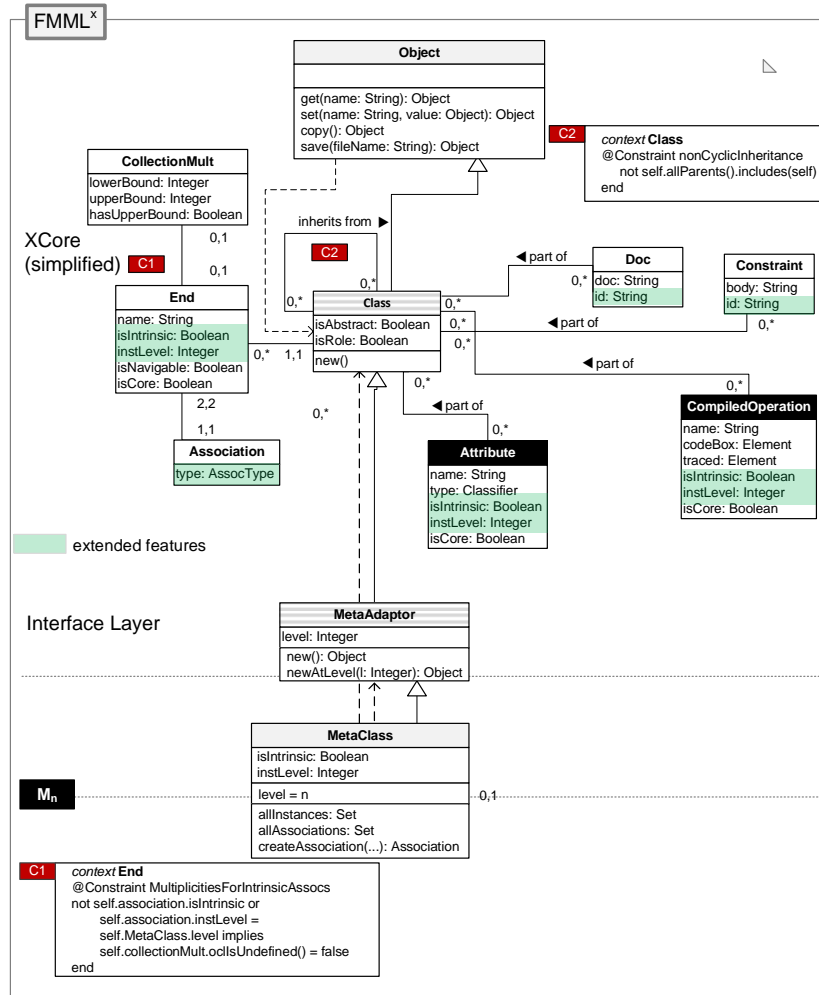 FMMLx
Object
get(name: String): Object
set(name: String, value: Object): Object
copy(): Object
save(fileName: String): Object
C2
context Class
@Constraint nonCyclicInheritance
not self.allParents().includes(self)
end
CollectionMult
lowerBound: Integer
upperBound: Integer
hasUpperBound: Boolean
inherits from
C2
XCore
(simplified)
C1
0,1
0,1
0,*
0,*
part of
Doc
doc: String
id: String
0,*
Constraint
body: String
id: String
0,*
part of
End
name: String
isIntrinsic: Boolean
instLevel: Integer
isNavigable: Boolean
isCore: Boolean
0,*
1,1
Class
isAbstract: Boolean
isRole: Boolean
new()
0,*
0,*
0,*
part of
0,*
2,2
1,1
0,*
0,*
part of
0,*
Association
type: AssocType
Attribute
name: String
type: Classifier
isIntrinsic: Boolean
instLevel: Integer
isCore: Boolean
CompiledOperation
name: String
codeBox: Element
traced: Element
isIntrinsic: Boolean
instLevel: Integer
isCore: Boolean
extended features
Interface Layer
MetaAdaptor
level: Integer
new(): Object
newAtLevel(l: Integer): Object
MetaClass
isIntrinsic: Boolean
instLevel: Integer
level = n
allInstances: Set
allAssociations: Set
createAssociation(...): Association
Mn
0,1
C1
context End
@Constraint MultiplicitiesForIntrinsicAssocs
not self.association.isIntrinsic or
self.association.instLevel =
self.MetaClass.level implies
self.collectionMult.oclIsUndefined() = false
end